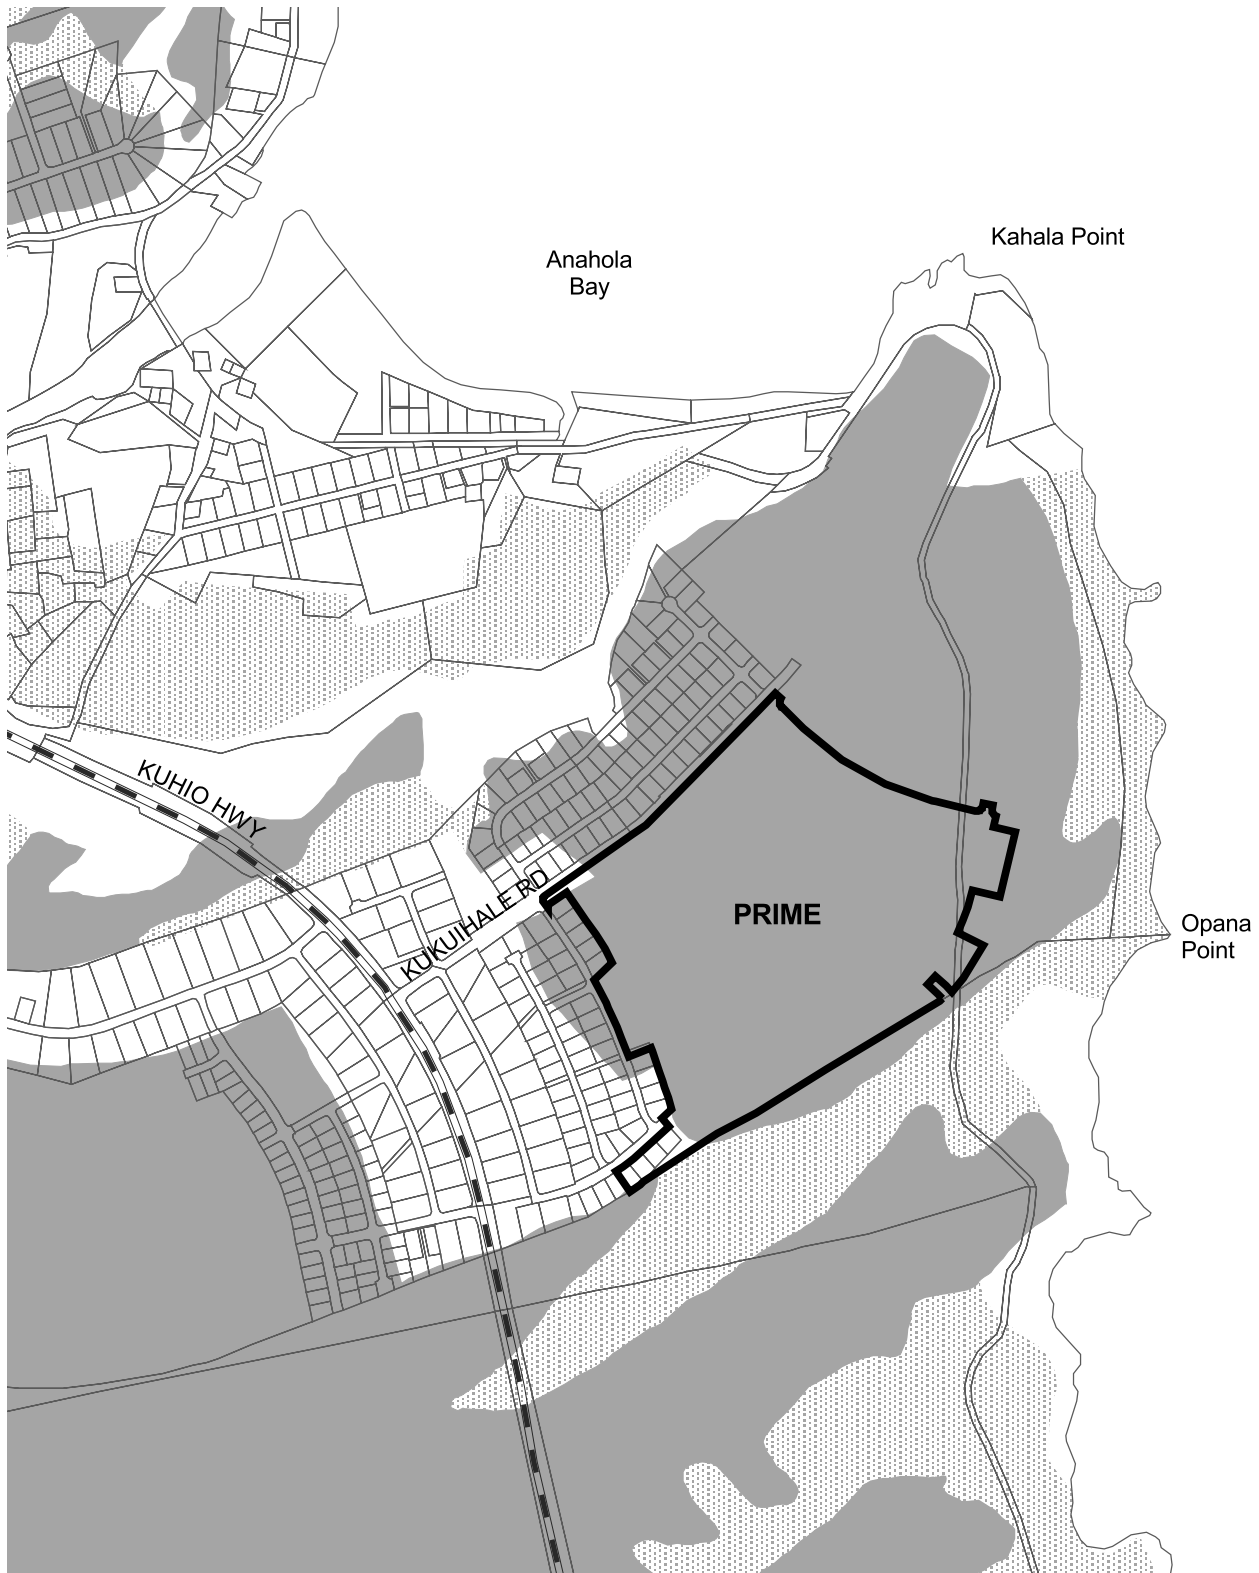 Kahala Point
Anahola
Bay
KUHIO HWY
KUKUIHALE RD
PRIME
Opana
Point